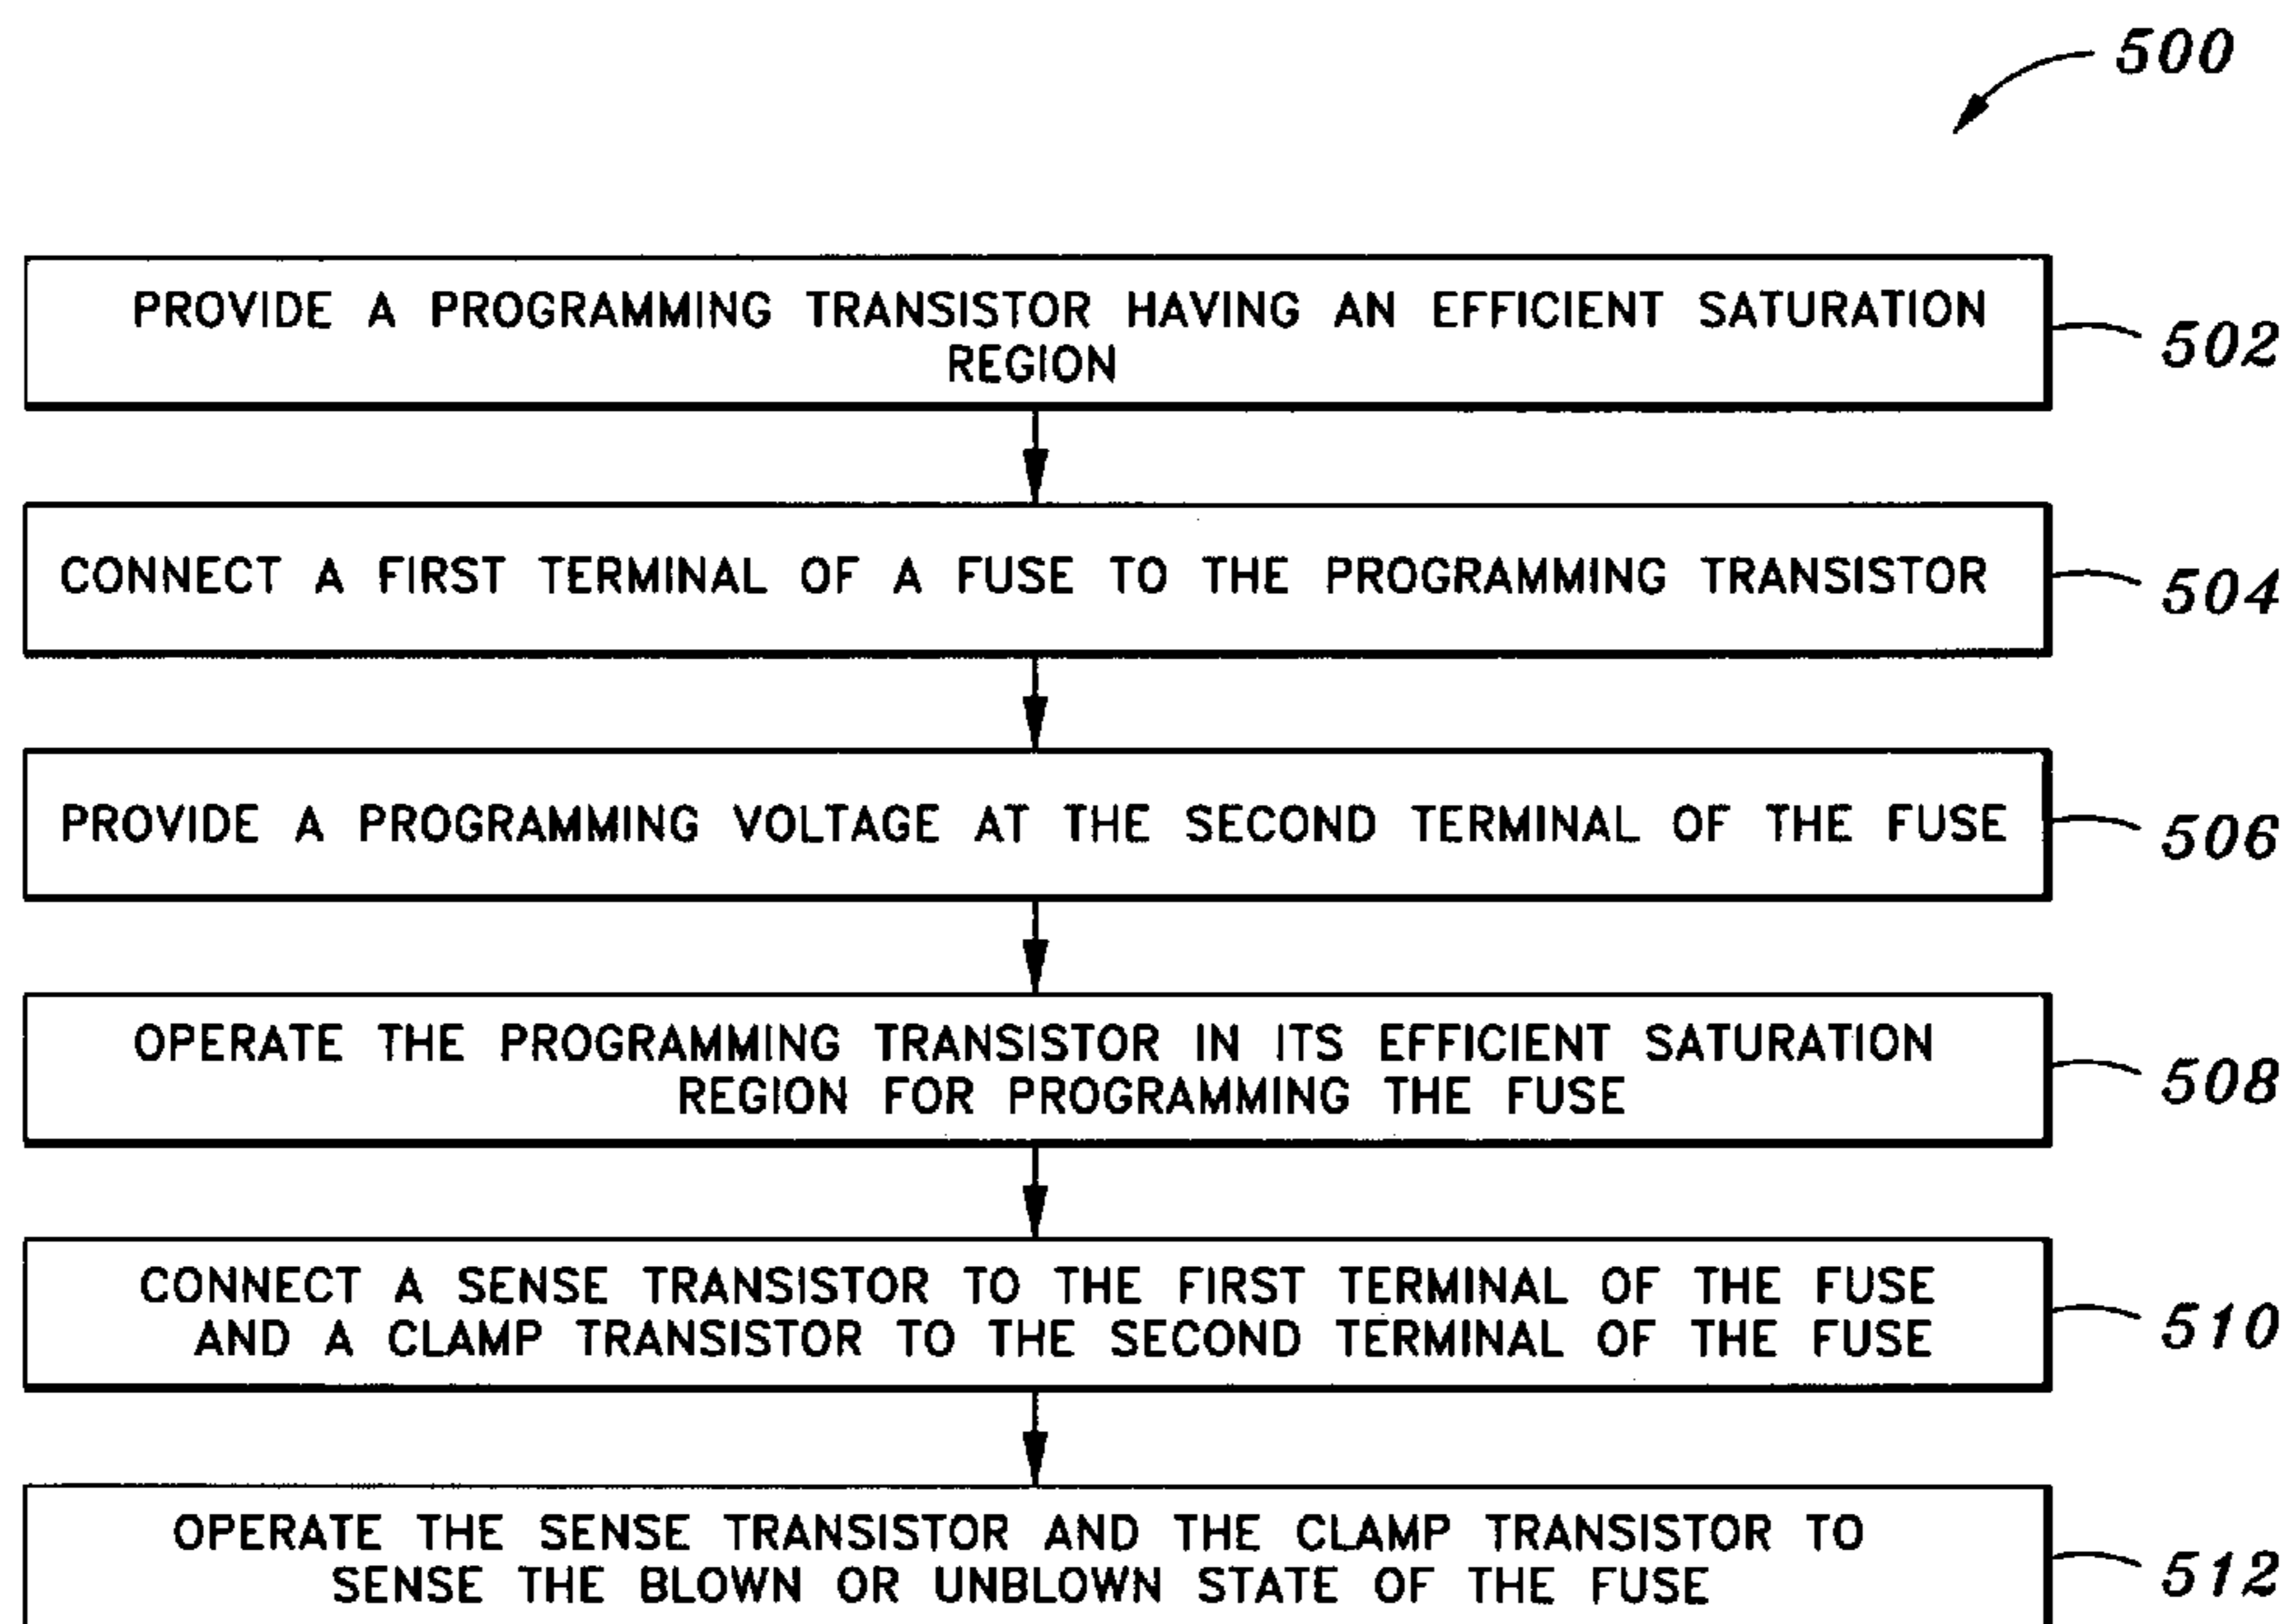 500
PROVIDE A PROGRAMMING TRANSISTOR HAVING AN EFFICIENT SATURATION
REGION
502
CONNECT A FIRST TERMINAL OF A FUSE TO THE PROGRAMMING TRANSISTOR
504
PROVIDE A PROGRAMMING VOLTAGE AT THE SECOND TERMINAL OF THE FUSE
506
OPERATE THE PROGRAMMING TRANSISTOR IN ITS EFFICIENT SATURATION
REGION FOR PROGRAMMING THE FUSE
508
CONNECT A SENSE TRANSISTOR TO THE FIRST TERMINAL OF THE FUSE
AND A CLAMP TRANSISTOR TO THE SECOND TERMINAL OF THE FUSE
510
OPERATE THE SENSE TRANSISTOR AND THE CLAMP TRANSISTOR TO
SENSE THE BLOWN OR UNBLOWN STATE OF THE FUSE
512